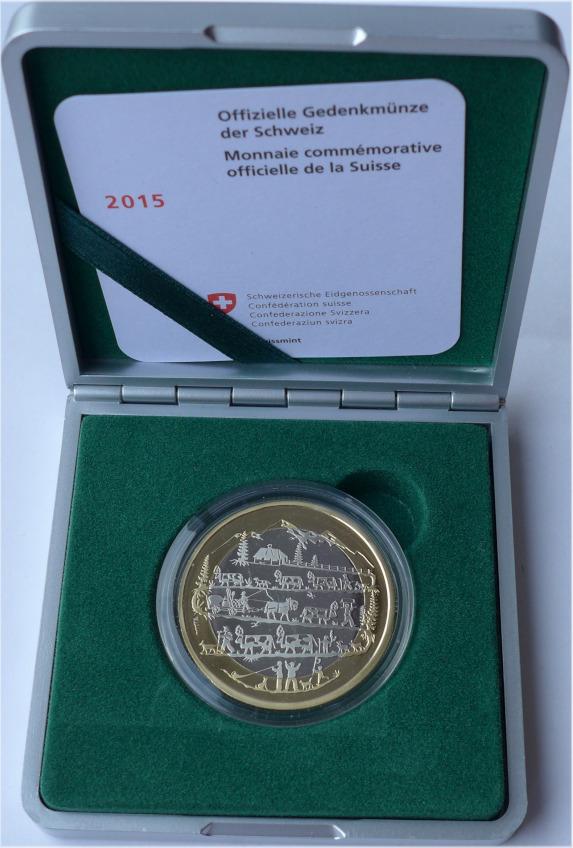 Offizielle Gedenkmünze
der Schweiz
Monnaie commémorative
officielle de la Suisse
2015
Schweizerische Eidgenossenschaft
Confédération suisse
Confederazione Svizzera
Confederaziun svizra